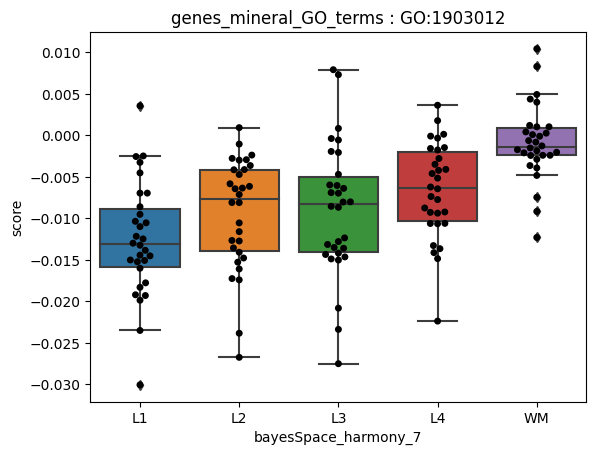 genes_mineral_GO_terms : GO:1903012
0.010
0.005
0.000
−0.005
−0.010
−0.015
−0.020
−0.025
−0.030
score
L1 L2 L3 L4 WM
bayesSpace_harmony_7